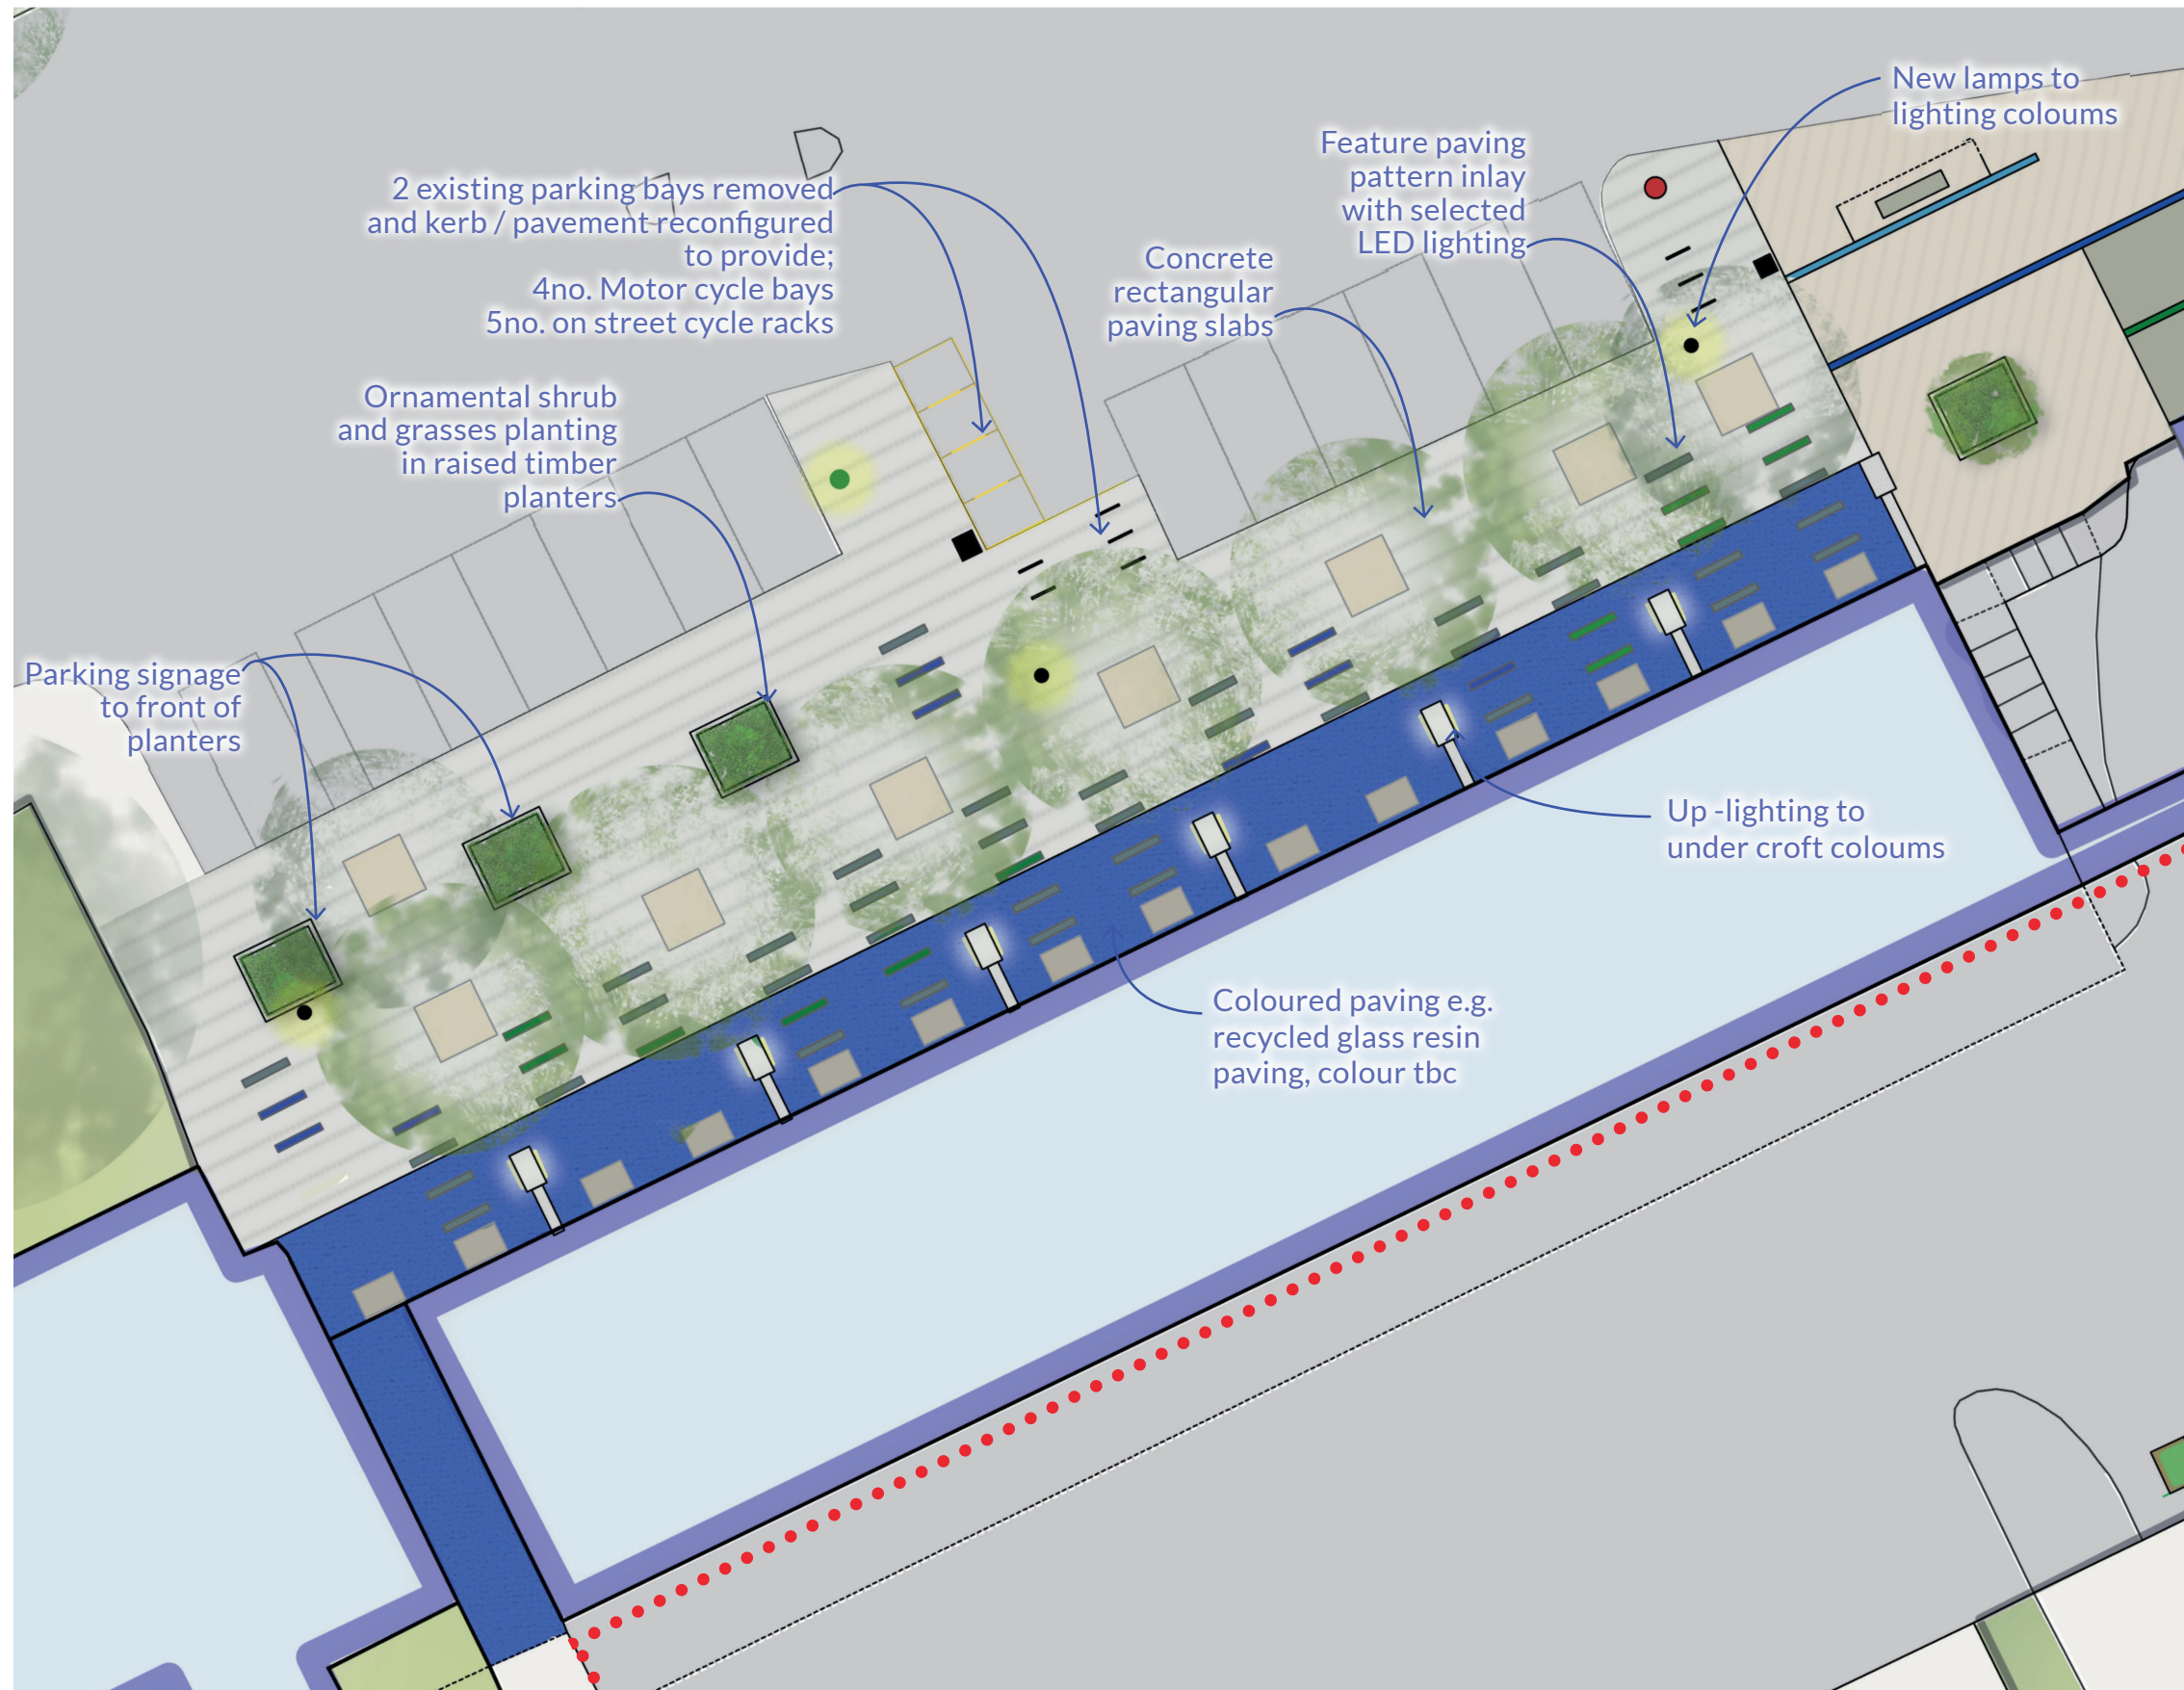 New lamps to
lighting coloums
Feature paving
pattern inlay
with selected
LED lighting
2 existing parking bays removed
and kerb / pavement reconfigured
to provide;
4no. Motor cycle bays
5no. on street cycle racks
Concrete
rectangular
paving slabs
Ornamental shrub
and grasses planting
in raised timber
planters
Parking signage
to front of
planters
Up -lighting to
under croft coloums
Coloured paving e.g.
recycled glass resin
paving, colour tbc